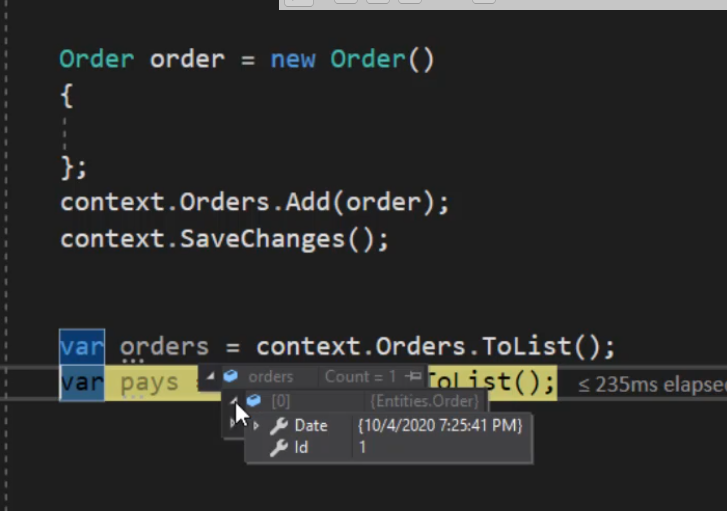 Order order = new Order()
{
};
context.Orders.Add(order);
context.SaveChanges();
var orders = context.Orders.ToList();
var pays
orders Count = 1
ToList(); ≤ 235ms elapsed
[0] {Entities.Order}
Date {10/4/2020 7:25:41 PM}
Id 1